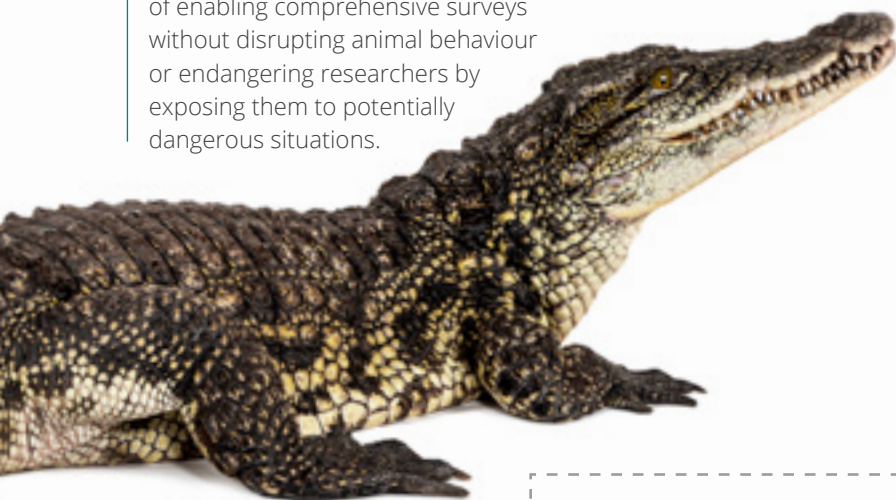 of enabling comprehensive surveys
without disrupting animal behaviour
or endangering researchers by
exposing them to potentially
dangerous situations.